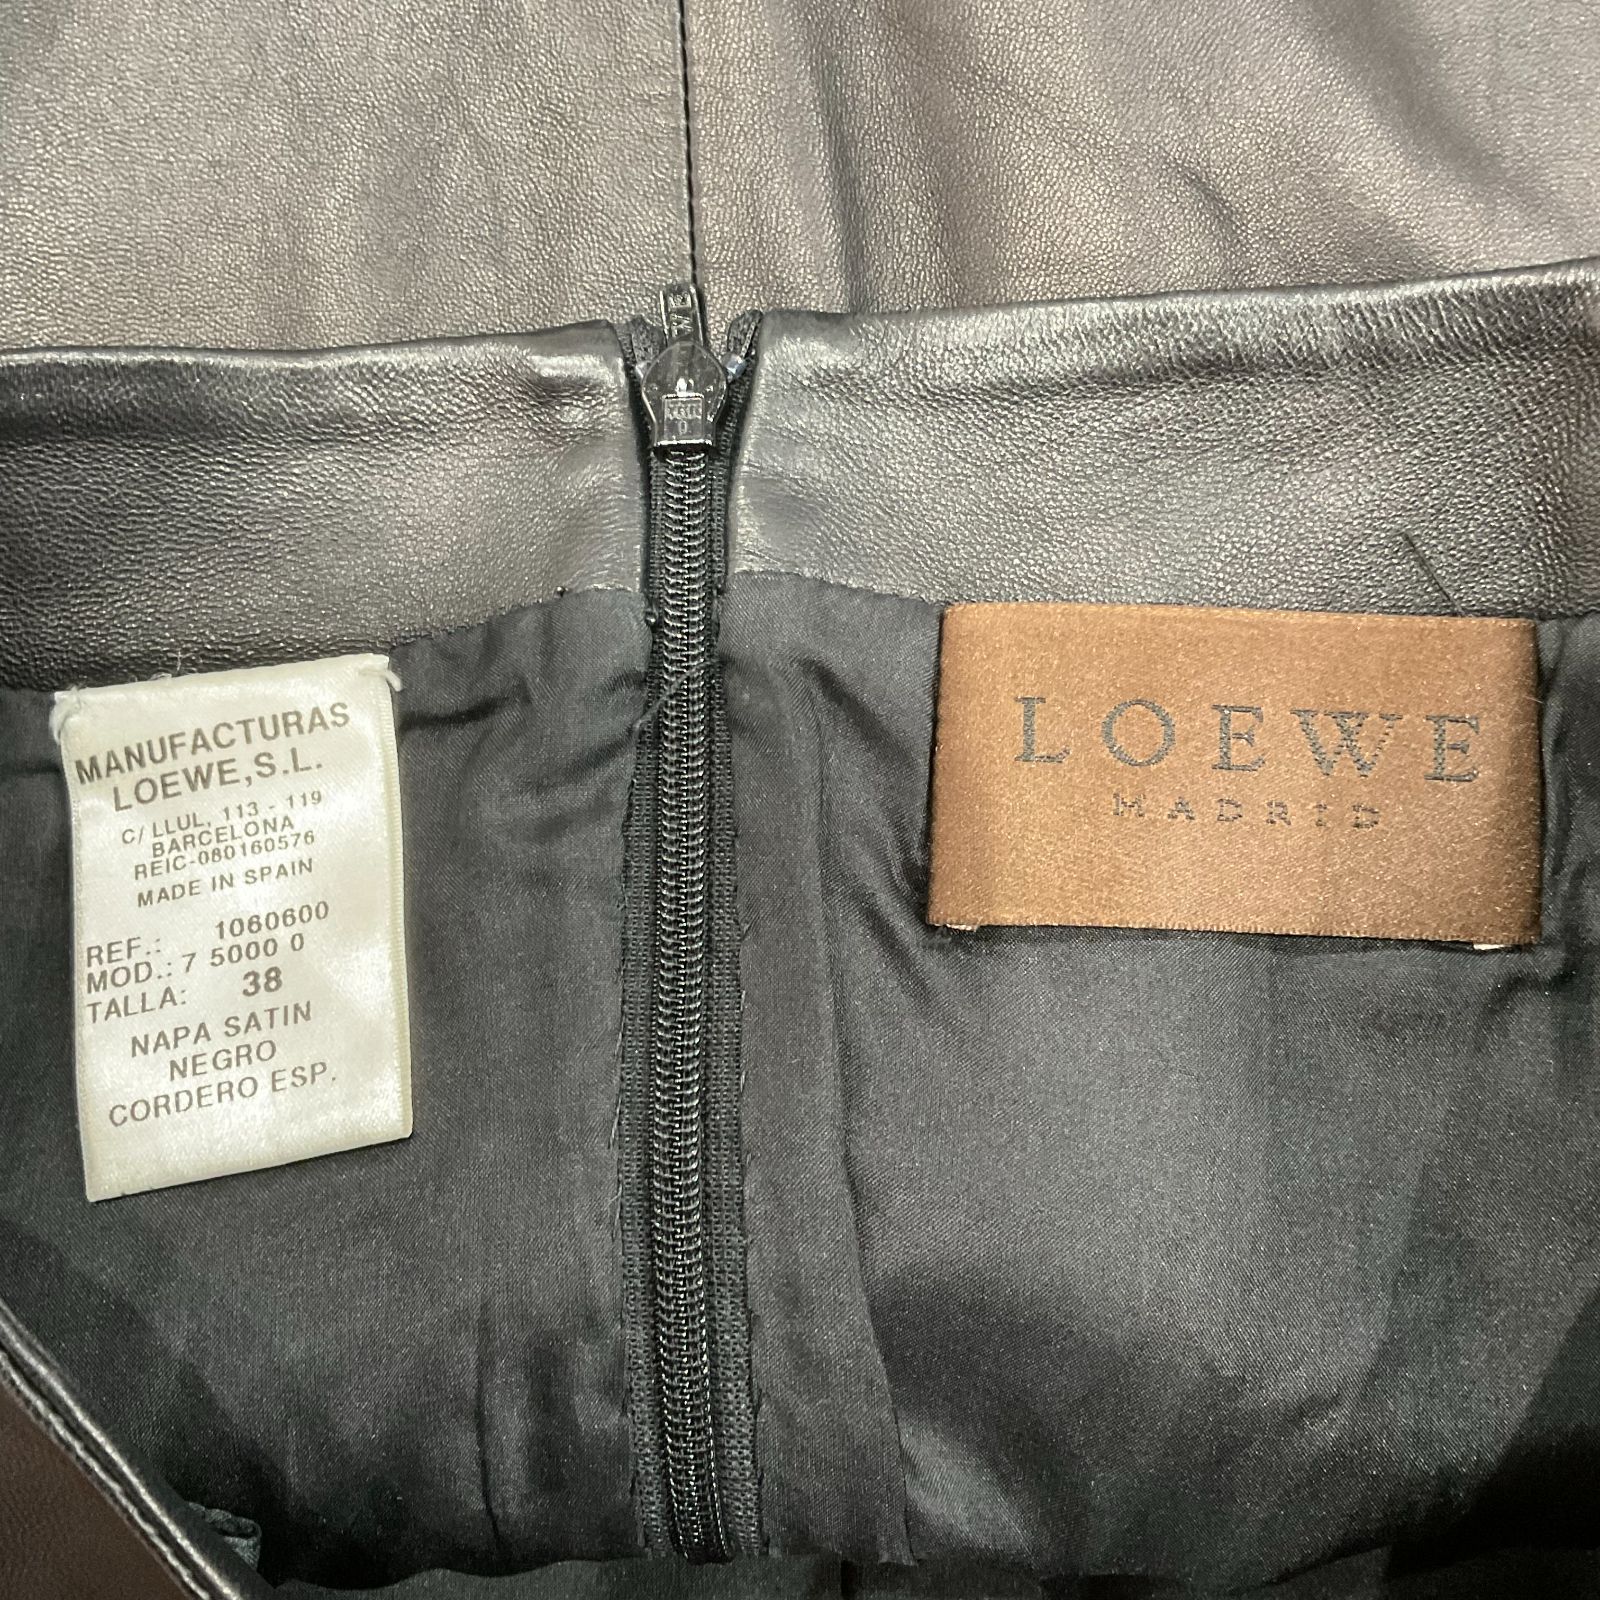 MANUFACTURAS
LOEWE, S.L.
C/ LLUL, 113 - 119
BARCELONA
REIC-080160576
MADE IN SPAIN
REF.: 1060600
MOD.: 7 5000 0
TALLA: 38
NAPA SATIN
NEGRO
CORDERO ESP.
LOEWE
MADRID